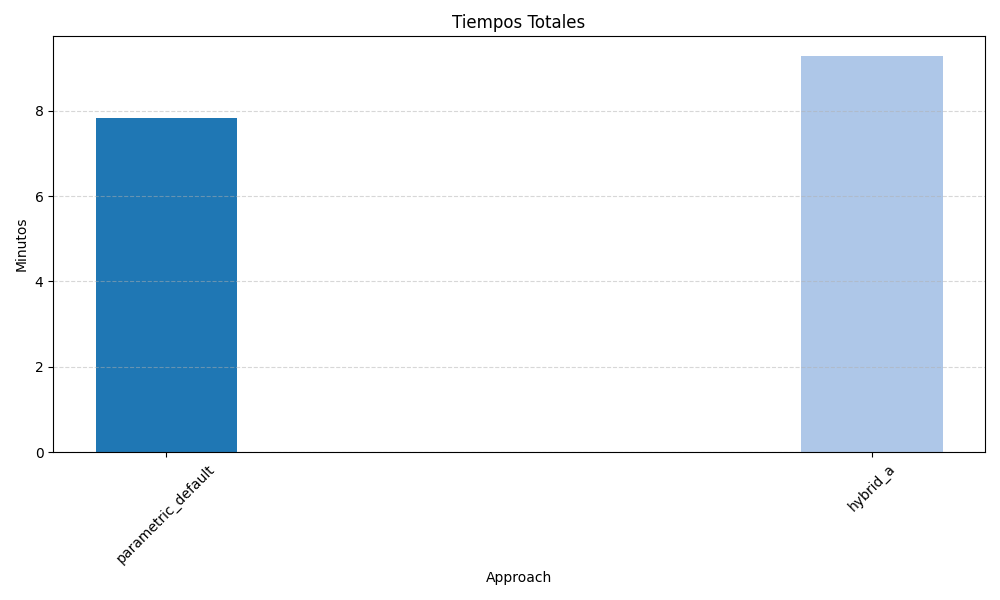 Tiempos Totales
Minutos
8
6
4
2
0
parametric_default
hybrid_a
Approach